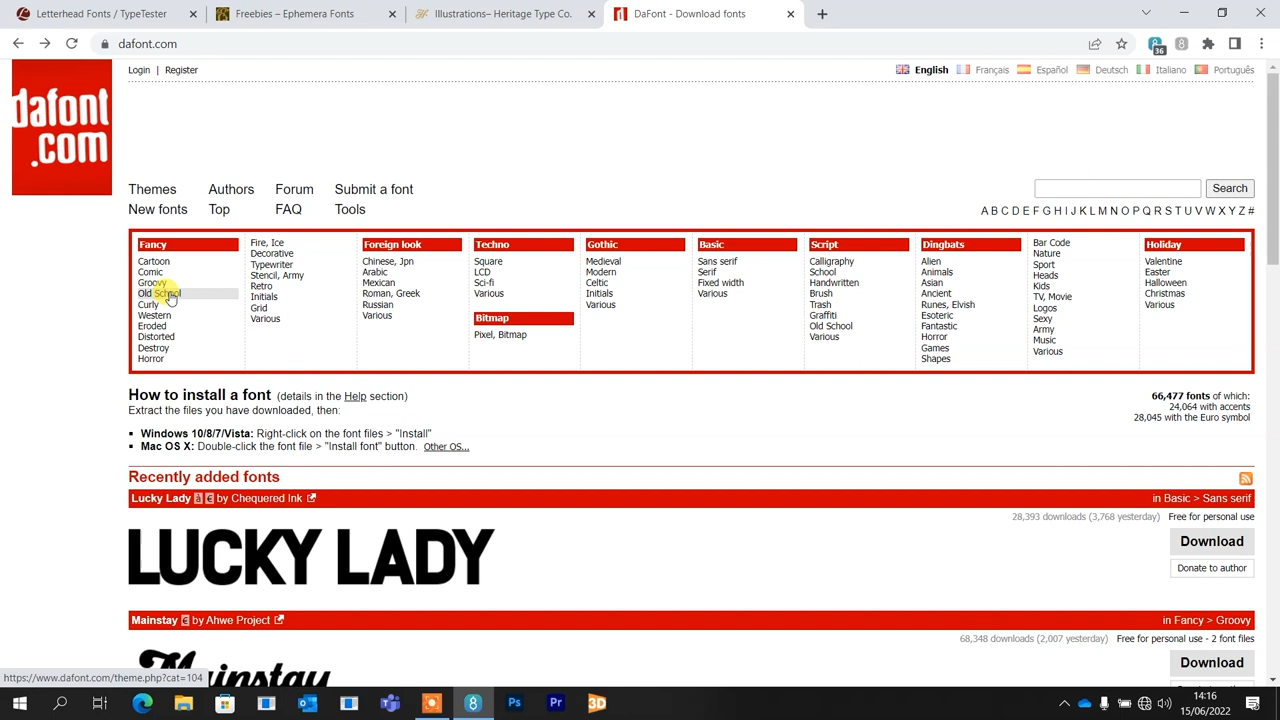 Letterhead Fonts / TypeTester
Freebies – Ephemera Fonts
Illustrations– Heritage Type Co.
DaFont - Download fonts
dafont.com
36
8
dafont
.com
Login | Register
English Français Español Deutsch Italiano Português
Themes Authors Forum Submit a font
New fonts Top FAQ Tools
Search
A B C D E F G H I J K L M N O P Q R S T U V W X Y Z #
Fancy
Cartoon
Comic
Groovy
Old School
Curly
Western
Eroded
Distorted
Destroy
Horror
Fire, Ice
Decorative
Typewriter
Stencil, Army
Retro
Initials
Grid
Various
Foreign look
Chinese, Jpn
Arabic
Mexican
Roman, Greek
Russian
Various
Techno
Square
LCD
Sci-fi
Various
Bitmap
Pixel, Bitmap
Gothic
Medieval
Modern
Celtic
Initials
Various
Basic
Sans serif
Serif
Fixed width
Various
Script
Calligraphy
School
Handwritten
Brush
Trash
Graffiti
Old School
Various
Dingbats
Alien
Animals
Asian
Ancient
Runes, Elvish
Esoteric
Fantastic
Horror
Games
Shapes
Bar Code
Nature
Sport
Heads
Kids
TV, Movie
Logos
Sexy
Army
Music
Various
Holiday
Valentine
Easter
Halloween
Christmas
Various
How to install a font (details in the Help section)
Extract the files you have downloaded, then:
Windows 10/8/7/Vista: Right-click on the font files > "Install"
Mac OS X: Double-click the font file > "Install font" button. Other OS...
66,477 fonts of which:
24,064 with accents
28,045 with the Euro symbol
Recently added fonts
Lucky Lady à € by Chequered Ink in Basic > Sans serif
28,393 downloads (3,768 yesterday) Free for personal use
LUCKY LADY
Download
Donate to author
Mainstay € by Ahwe Project in Fancy > Groovy
68,348 downloads (2,007 yesterday) Free for personal use - 2 font files
Mainstay
Download
https://www.dafont.com/theme.php?cat=104
8
Ps
Pr
3D
14:16
15/06/2022